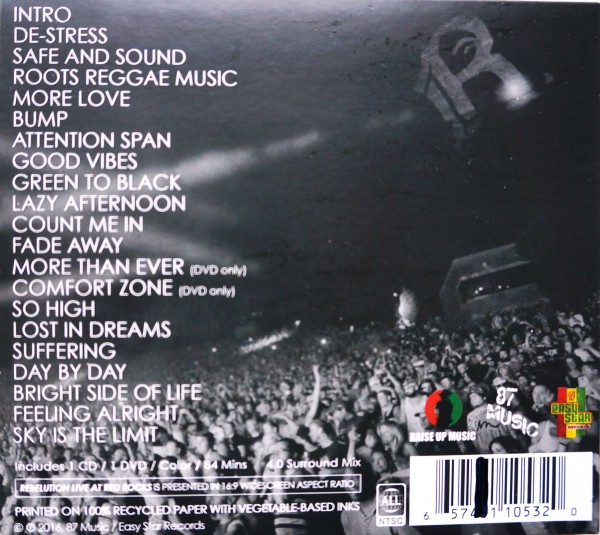 INTRO
DE-STRESS
SAFE AND SOUND
ROOTS REGGAE MUSIC
MORE LOVE
BUMP
ATTENTION SPAN
GOOD VIBES
GREEN TO BLACK
LAZY AFTERNOON
COUNT ME IN
FADE AWAY
MORE THAN EVER (DVD only)
COMFORT ZONE (DVD only)
SO HIGH
LOST IN DREAMS
SUFFERING
DAY BY DAY
BRIGHT SIDE OF LIFE
FEELING ALRIGHT
SKY IS THE LIMIT
R
RAISE UP MUSIC
87
MUSIC
EASY
STAR
RECORDS
Includes 1 CD / 1 DVD / Color / 84 Mins / 4.0 Surround Mix
REBELUTION LIVE AT RED ROCKS IS PRESENTED IN 16:9 WIDESCREEN ASPECT RATIO
PRINTED ON 100% RECYCLED PAPER WITH VEGETABLE-BASED INKS
℗ © 2016, 87 Music / Easy Star Records
ALL
NTSC
6 10532 0